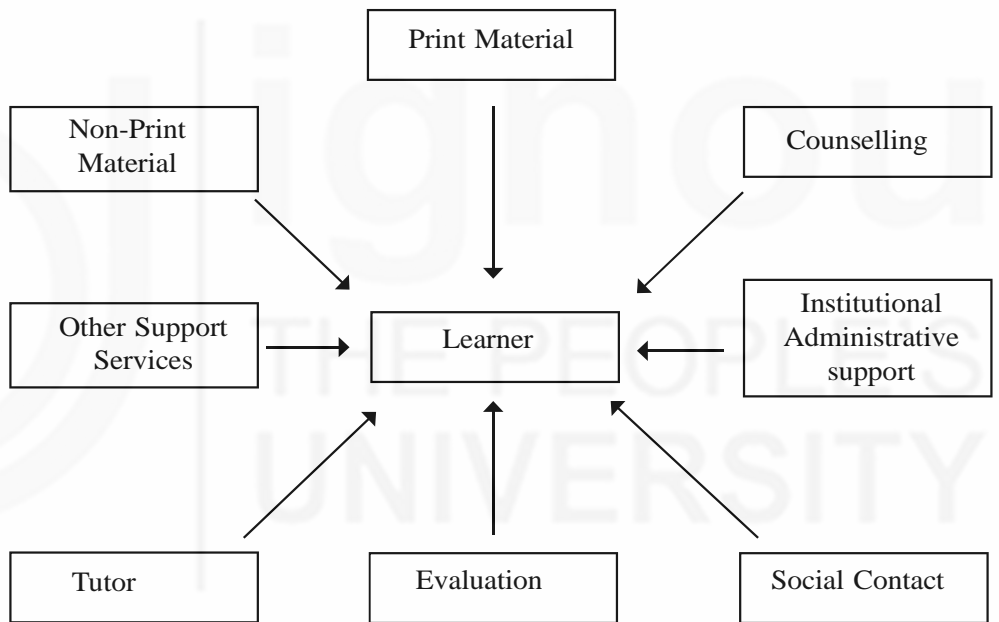 Print Material
Non-Print
Material
Counselling
Other Support
Services
Learner
Institutional
Administrative
support
Tutor
Evaluation
Social Contact
ignou
THE PEOPLE'S
UNIVERSITY